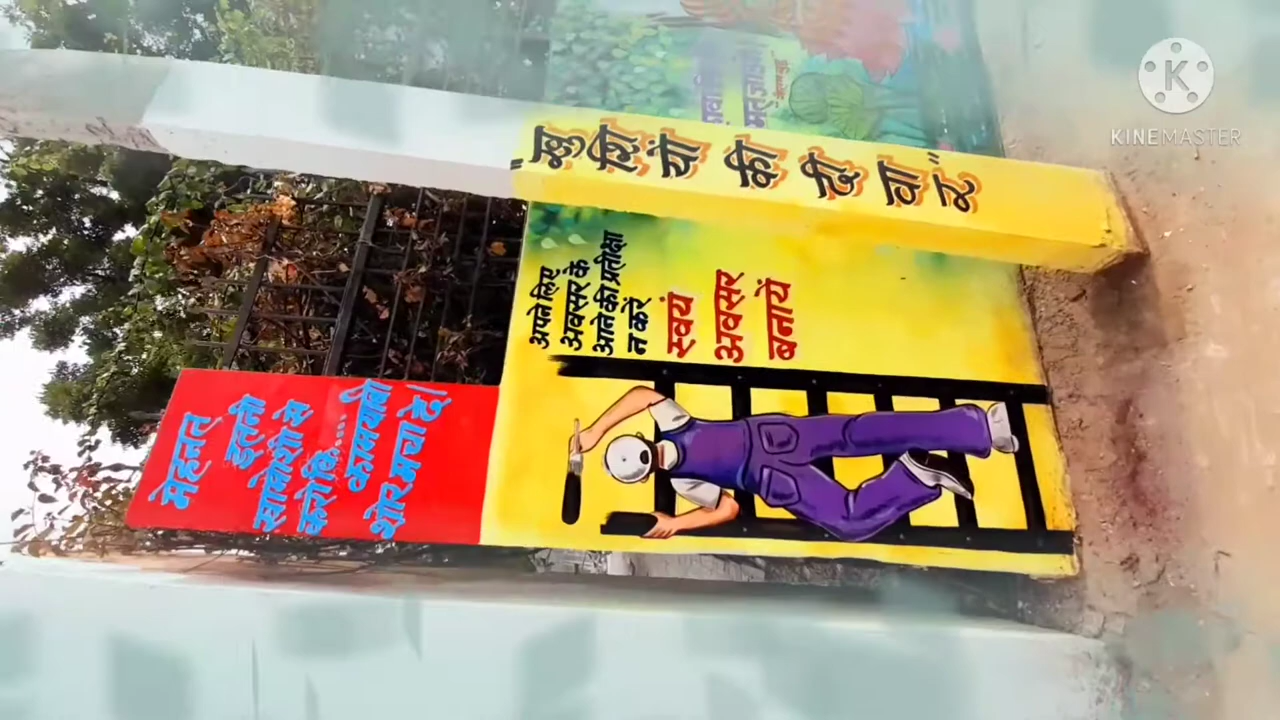 मेहनत
इतनी
खामोशी से
करो कि....
कामयाबी
शोर मचा दे।
"खुशियों की दीवार"
अपने लिए
अवसर के
आने की प्रतीक्षा
न करें
स्वयं
अवसर
बनायें
KINEMASTER